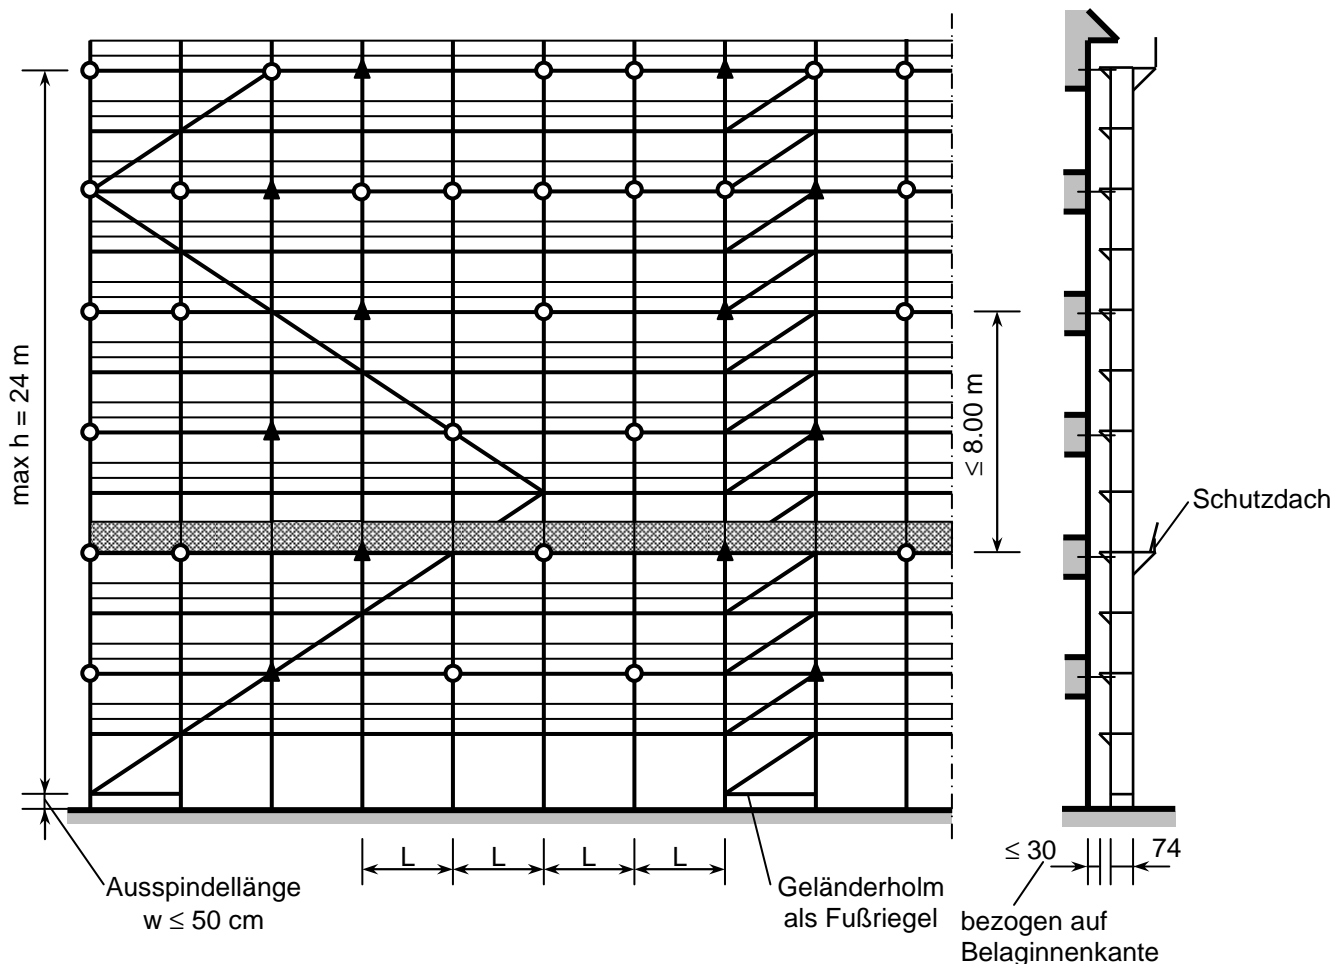 max h = 24 m
≤ 8.00 m
Schutzdach
L
L
L
L
≤ 30
74
Ausspindellänge
w ≤ 50 cm
Geländerholm
als Fußriegel
bezogen auf
Belaginnenkante